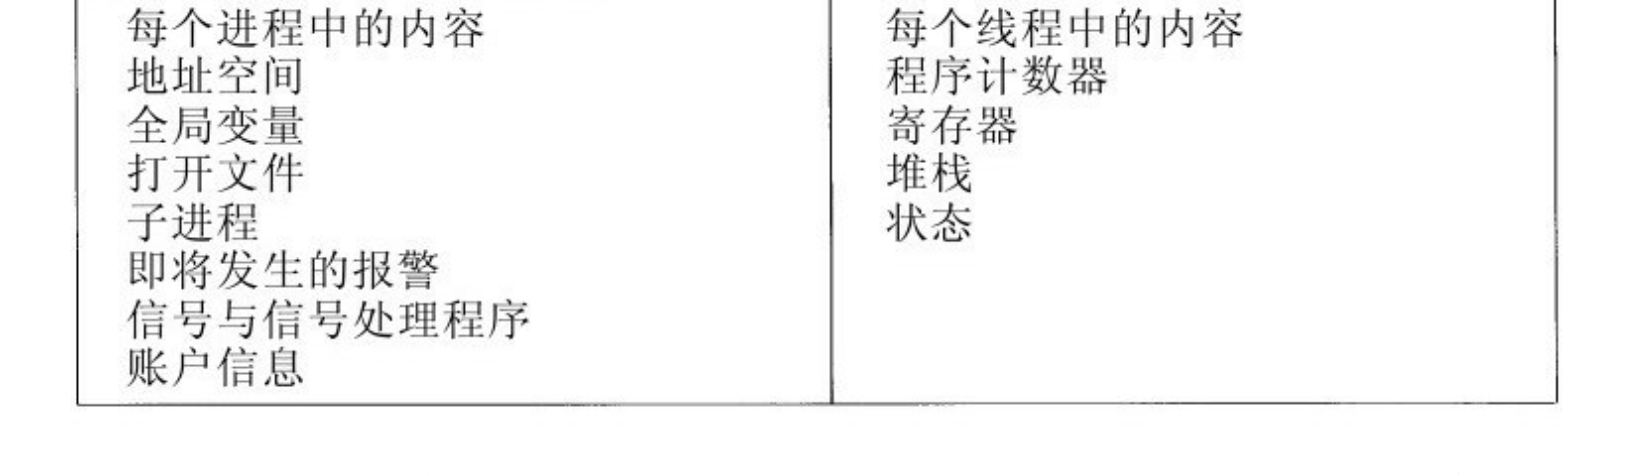 每个进程中的内容
地址空间
全局变量
打开文件
子进程
即将发生的报警
信号与信号处理程序
账户信息
每个线程中的内容
程序计数器
寄存器
堆栈
状态